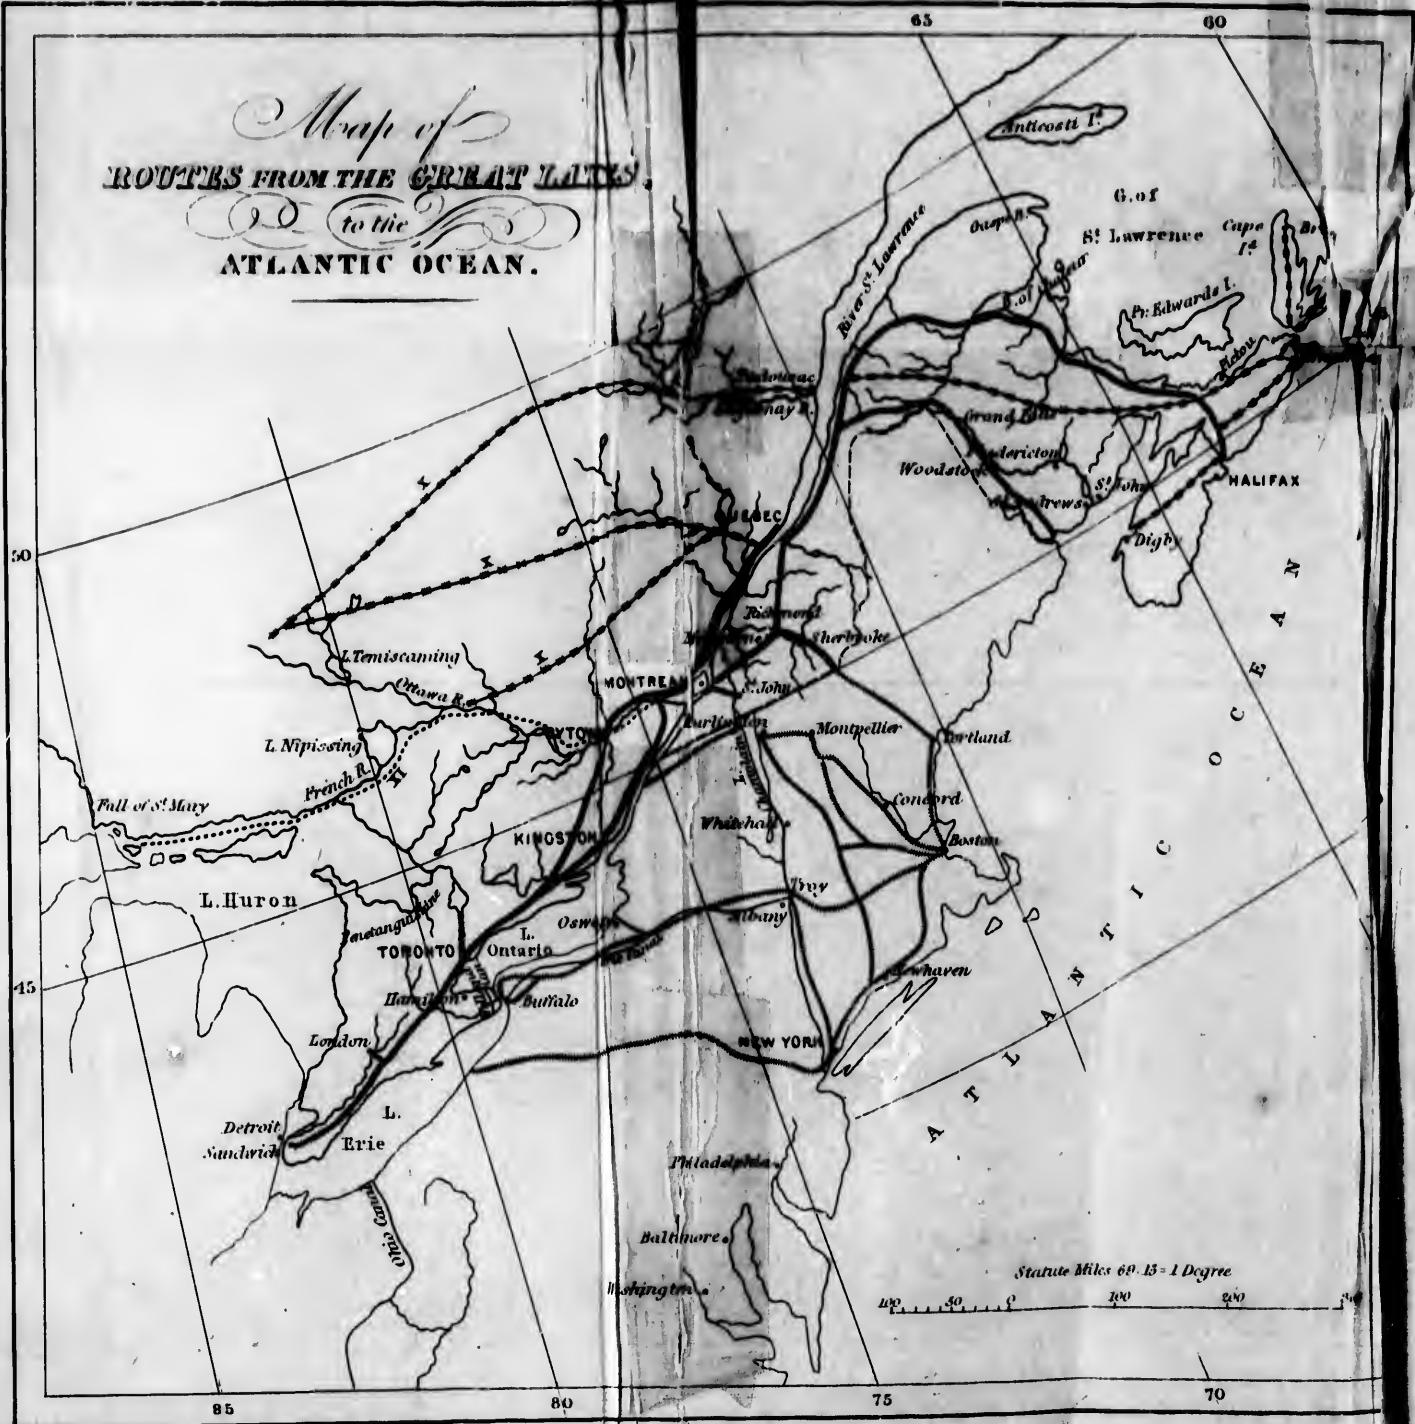 65
60
Map of
ROUTES FROM THE GREAT LAKES.
to the
ATLANTIC OCEAN.
Anticosti I.d
G. of
St. Lawrence
Cape
I.d
Gaspe
River St. Lawrence
Pr. Edwards I.
Pictou
Grand Falls
Woodstock
St. John
HALIFAX
Digby
QUEBEC
Richmond
Sherbroke
L. Temiscaming
Ottawa R.
MONTREAL
St. John
BYTOWN
Burlington
Montpellier
Portland
L. Nipissing
French R.
L. Champlain
Fall of St. Mary
Concord
Whitehall
KINGSTON
Boston
L. Huron
Penetanguishine
Troy
Albany
Oswego
L.
Ontario
TORONTO
45
Hamilton
Buffalo
Newhaven
London
NEW YORK
ATLANTIC OCEAN
L.
Erie
Detroit
Sandwich
Philadelphia
Ohio Canal
Baltimore
Washington
Statute Miles 69.15 = 1 Degree
100 50 0 100 200
85
80
75
70